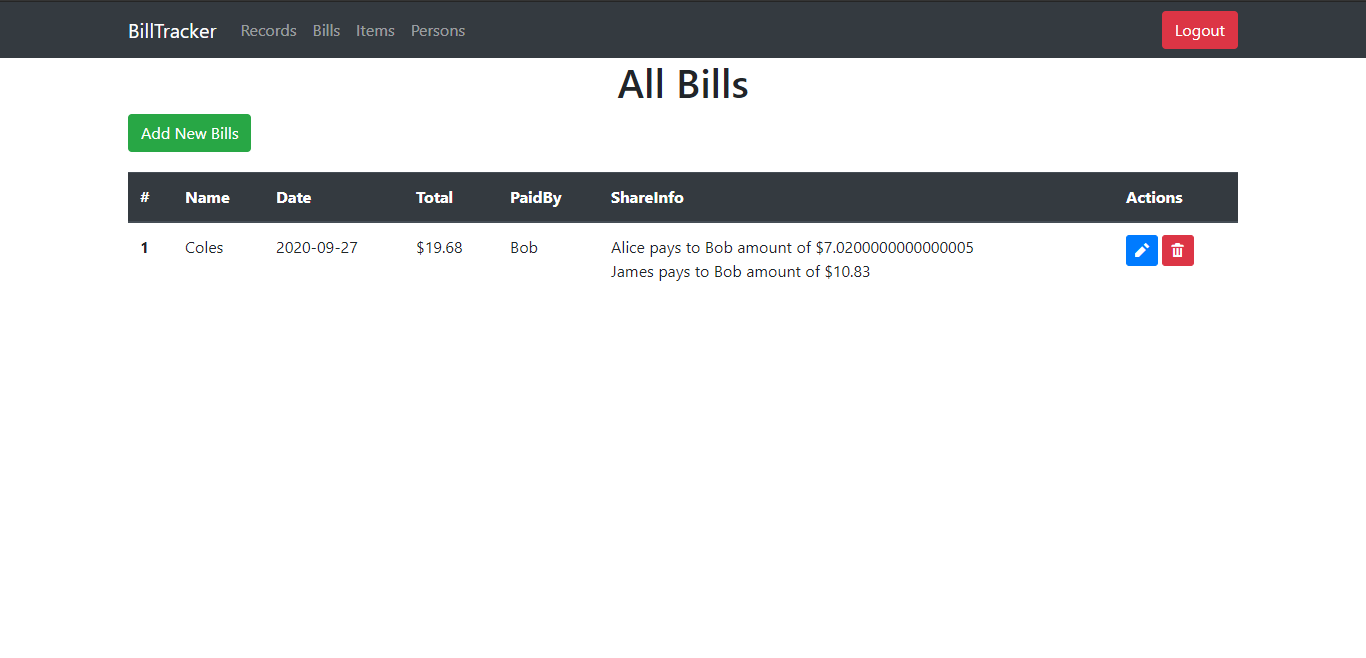 BillTracker Records Bills Items Persons Logout
All Bills
Add New Bills
# Name Date Total PaidBy ShareInfo Actions
1 Coles 2020-09-27 $19.68 Bob Alice pays to Bob amount of $7.0200000000000005
James pays to Bob amount of $10.83